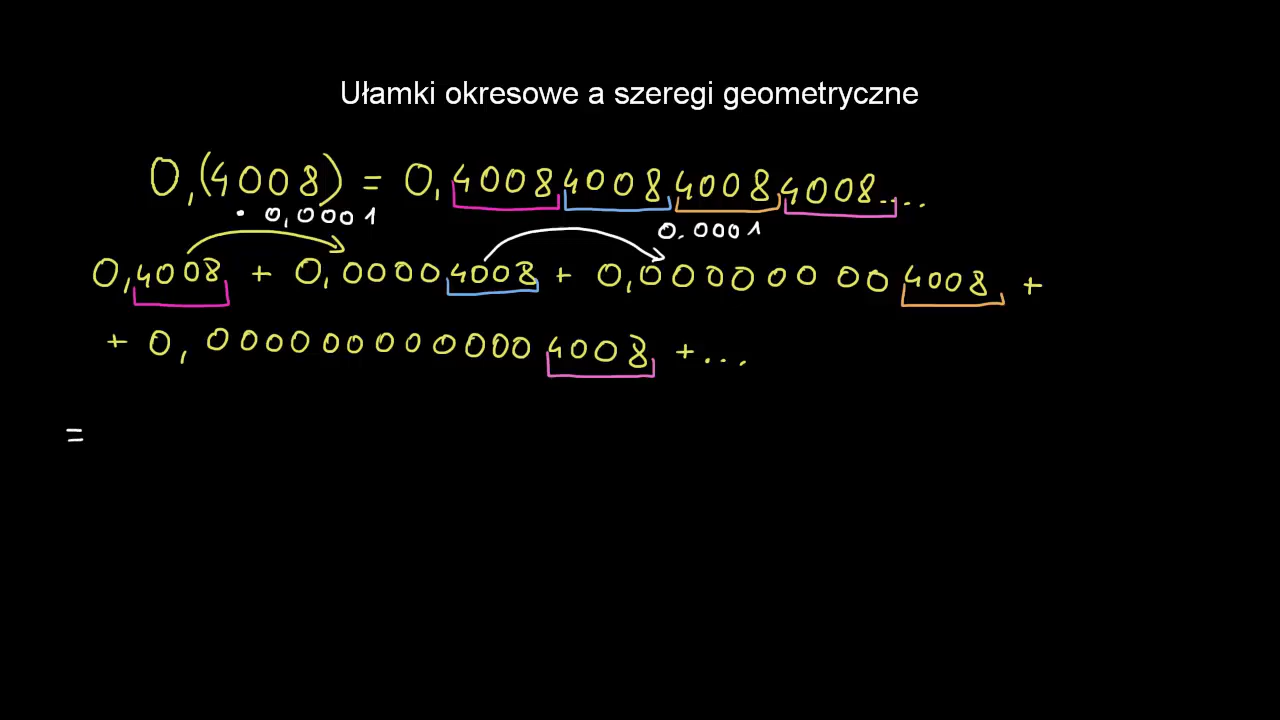 Ułamki okresowe a szeregi geometryczne
0,(4008) = 0,4008400840084008....
· 0,0001 0.0001
0,4008 + 0,00004008 + 0,000000004008 +
+ 0,0000000000004008 + ...
=